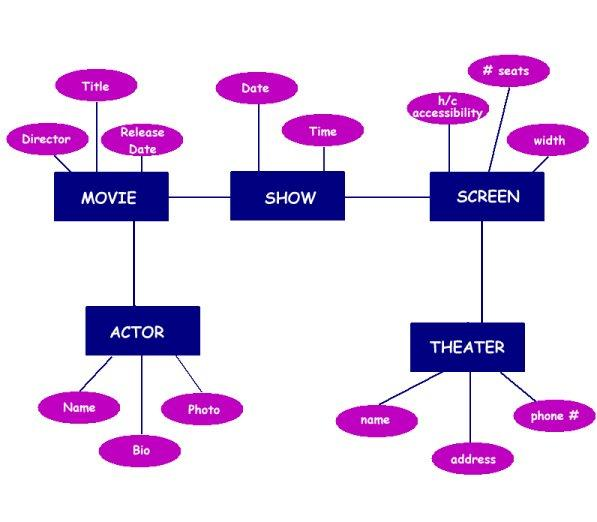 # seats
Title
Date
h/c
accessibility
Director
Release
Date
Time
width
MOVIE
SHOW
SCREEN
ACTOR
THEATER
Name
Photo
name
phone #
Bio
address